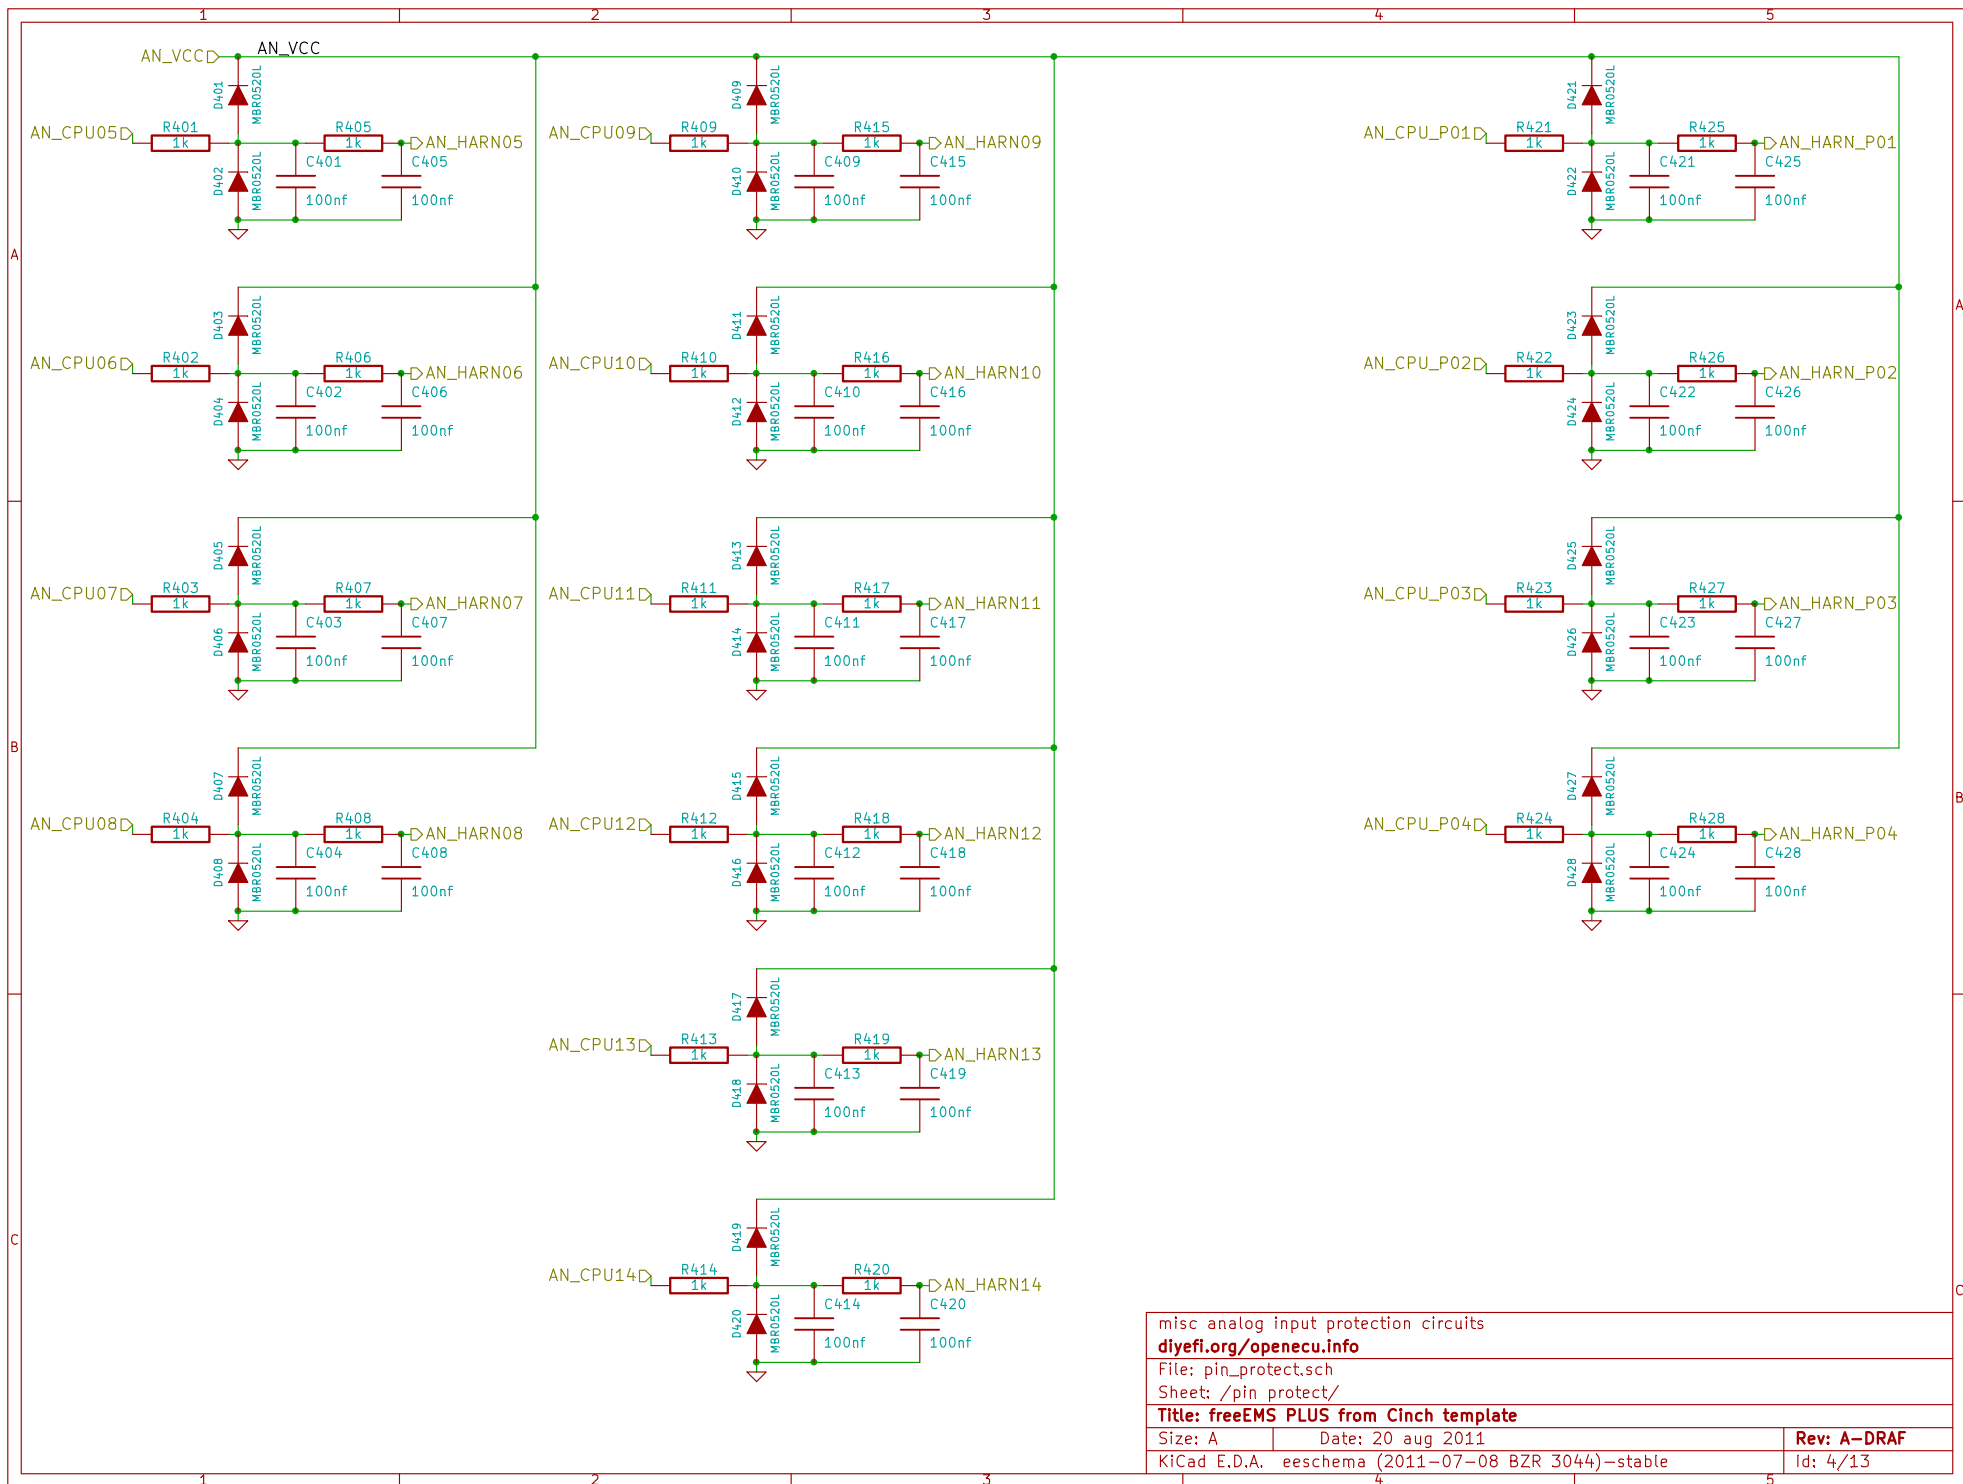 1 2 3 4 5
AN_VCC AN_VCC
D401 MBR0520L D409 MBR0520L D421 MBR0520L
AN_CPU05 R401 1k R405 1k AN_HARN05 AN_CPU09 R409 1k R415 1k AN_HARN09 AN_CPU_P01 R421 1k R425 1k AN_HARN_P01
D402 MBR0520L C401 100nf C405 100nf D410 MBR0520L C409 100nf C415 100nf D422 MBR0520L C421 100nf C425 100nf
A A
D403 MBR0520L D411 MBR0520L D423 MBR0520L
AN_CPU06 R402 1k R406 1k AN_HARN06 AN_CPU10 R410 1k R416 1k AN_HARN10 AN_CPU_P02 R422 1k R426 1k AN_HARN_P02
D404 MBR0520L C402 100nf C406 100nf D412 MBR0520L C410 100nf C416 100nf D424 MBR0520L C422 100nf C426 100nf
D405 MBR0520L D413 MBR0520L D425 MBR0520L
AN_CPU07 R403 1k R407 1k AN_HARN07 AN_CPU11 R411 1k R417 1k AN_HARN11 AN_CPU_P03 R423 1k R427 1k AN_HARN_P03
D406 MBR0520L C403 100nf C407 100nf D414 MBR0520L C411 100nf C417 100nf D426 MBR0520L C423 100nf C427 100nf
B B
D407 MBR0520L D415 MBR0520L D427 MBR0520L
AN_CPU08 R404 1k R408 1k AN_HARN08 AN_CPU12 R412 1k R418 1k AN_HARN12 AN_CPU_P04 R424 1k R428 1k AN_HARN_P04
D408 MBR0520L C404 100nf C408 100nf D416 MBR0520L C412 100nf C418 100nf D428 MBR0520L C424 100nf C428 100nf
D417 MBR0520L
AN_CPU13 R413 1k R419 1k AN_HARN13
D418 MBR0520L C413 100nf C419 100nf
C C
D419 MBR0520L
AN_CPU14 R414 1k R420 1k AN_HARN14
D420 MBR0520L C414 100nf C420 100nf
misc analog input protection circuits
diyefi.org/openecu.info
File: pin_protect.sch
Sheet: /pin protect/
Title: freeEMS PLUS from Cinch template
Size: A Date: 20 aug 2011 Rev: A-DRAF
KiCad E.D.A. eeschema (2011-07-08 BZR 3044)-stable Id: 4/13
1 2 3 4 5